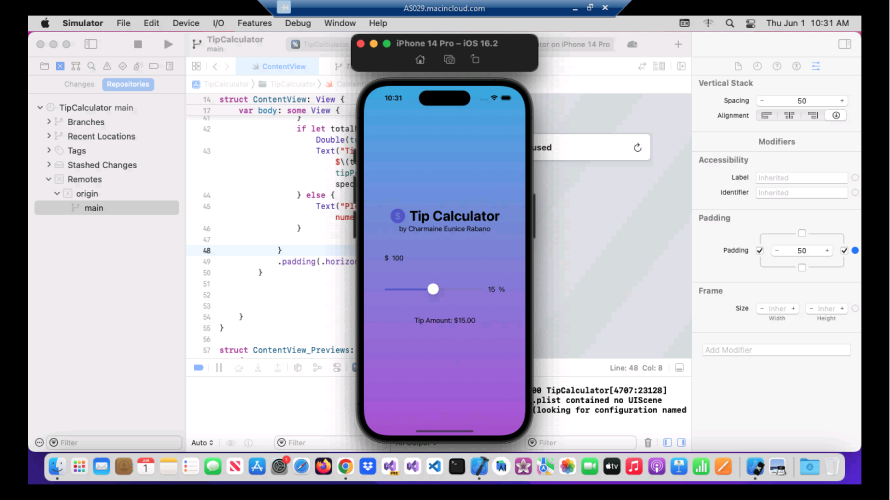 AS029.macincloud.com
Simulator File Edit Device I/O Features Debug Window Help Thu Jun 1 10:31 AM
TipCalculator
main
iPhone 14 Pro – iOS 16.2
or on iPhone 14 Pro
ContentView
Changes Repositories
TipCalculator main
Branches
Recent Locations
Tags
Stashed Changes
Remotes
origin
main
Filter
14 struct ContentView: View {
17 var body: some View {
41 }
42 if let total
Double(t
43 Text("Ti
$\(t
tipP
spec
44 } else {
45 Text("Pl
nume
46 }
47
48 }
49 .padding(.horizo
50 }
51
52
53
54 }
55 }
56
57 struct ContentView_Previews:
10:31
Tip Calculator
by Charmaine Eunice Rabano
$ 100
15 %
Tip Amount: $15.00
used
Line: 48 Col: 8
00 TipCalculator[4707:23128]
.plist contained no UIScene
(looking for configuration named
Auto
Filter
Filter
Vertical Stack
Spacing - 50 +
Alignment
Modifiers
Accessibility
Label Inherited
Identifier Inherited
Padding
Padding - 50 +
Frame
Size - Inher + - Inher +
Width Height
Add Modifier